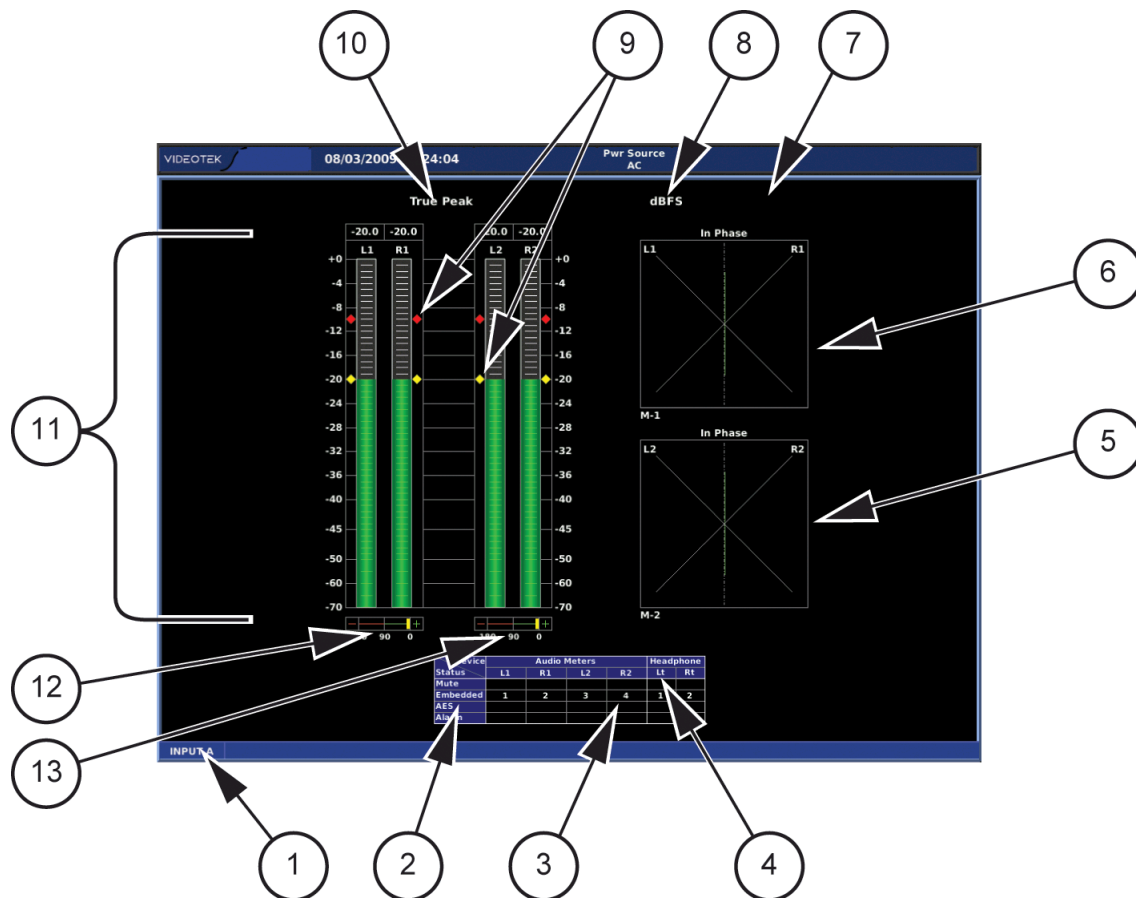 10
9
8
7
VIDEOTEK
08/03/2009 24:04
Pwr Source
AC
True Peak
dBFS
-20.0 -20.0
-20.0
L1 R1
L2 R2
+0 +0
-4 -4
-8 -8
-12 -12
-16 -16
-20 -20
-24 -24
-28 -28
-32 -32
-36 -36
-40 -40
-45 -45
-50 -50
-60 -60
-70 -70
90 0
180 90 0
In Phase
L1 R1
M-1
In Phase
L2 R2
M-2
6
5
11
12
13
Device Audio Meters Headphone
Status L1 R1 L2 R2 Lt Rt
Mute
Embedded 1 2 3 4 1 2
AES
Alarm
INPUT A
1
2
3
4